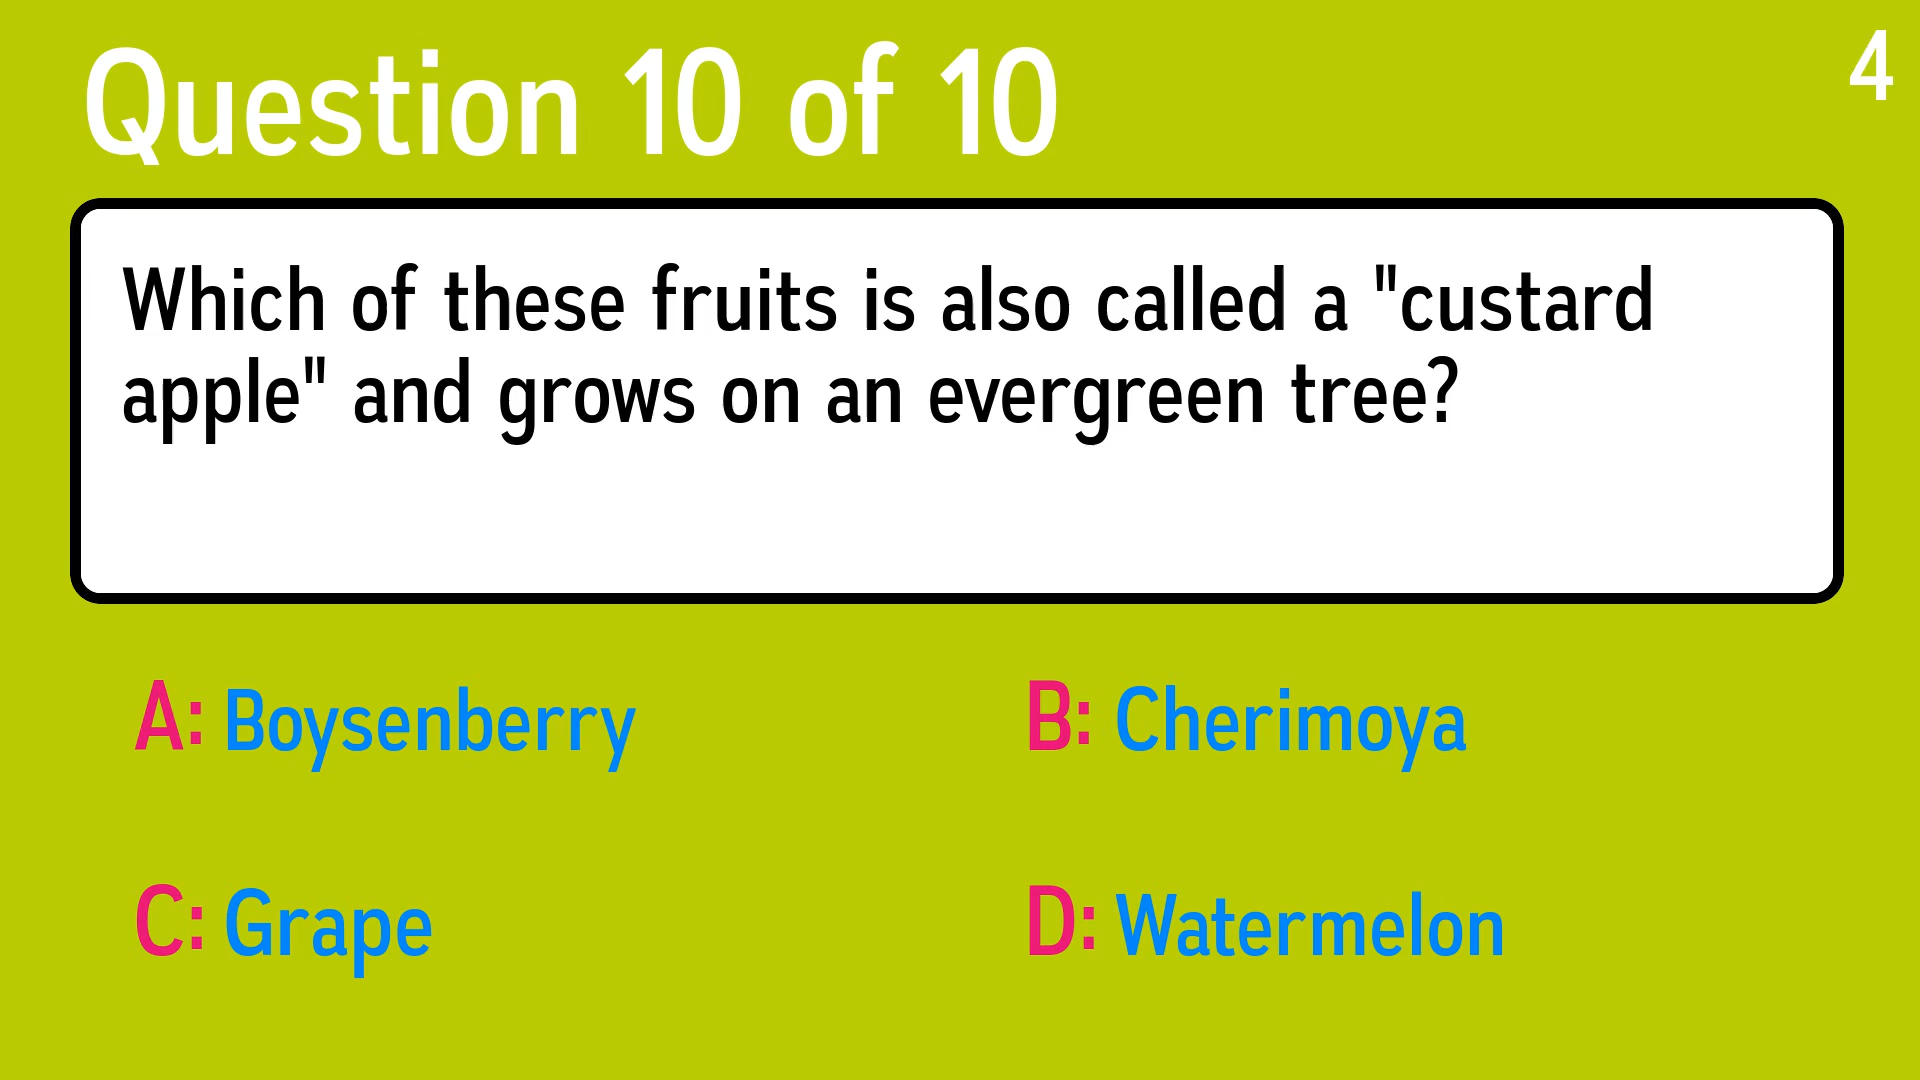 Question 10 of 10
4
Which of these fruits is also called a "custard
apple" and grows on an evergreen tree?
A: Boysenberry
B: Cherimoya
C: Grape
D: Watermelon